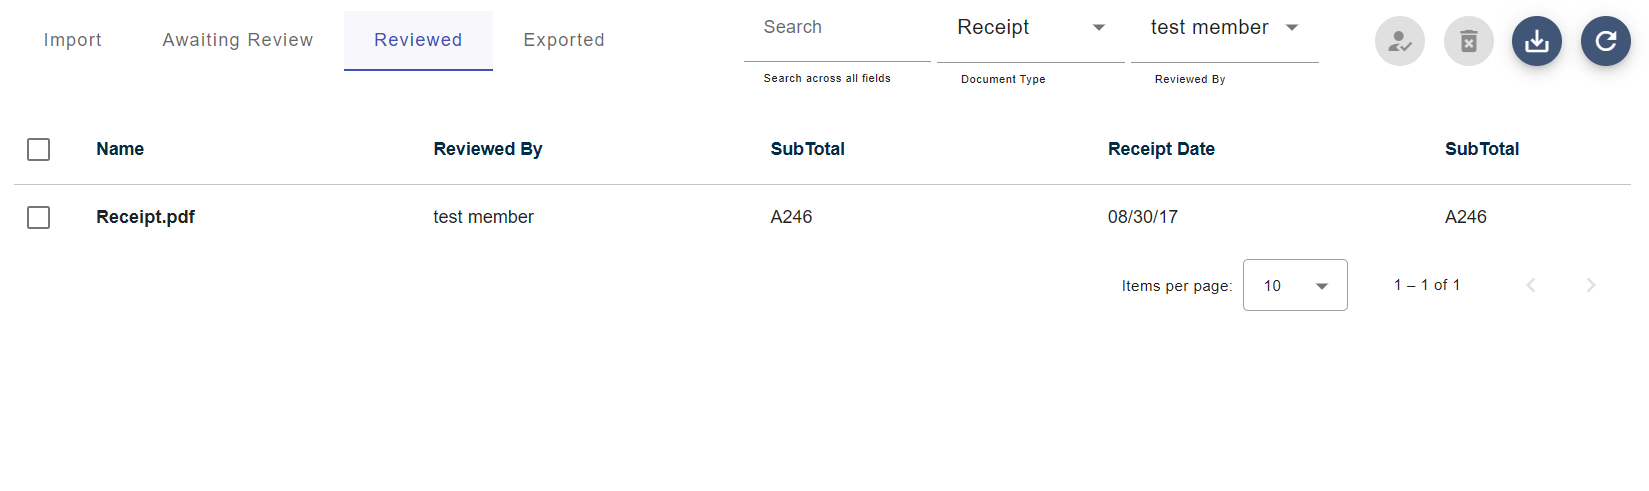 Import Awaiting Review Reviewed Exported Search Receipt test member
Search across all fields Document Type Reviewed By
Name Reviewed By SubTotal Receipt Date SubTotal
Receipt.pdf test member A246 08/30/17 A246
Items per page: 10 1 – 1 of 1